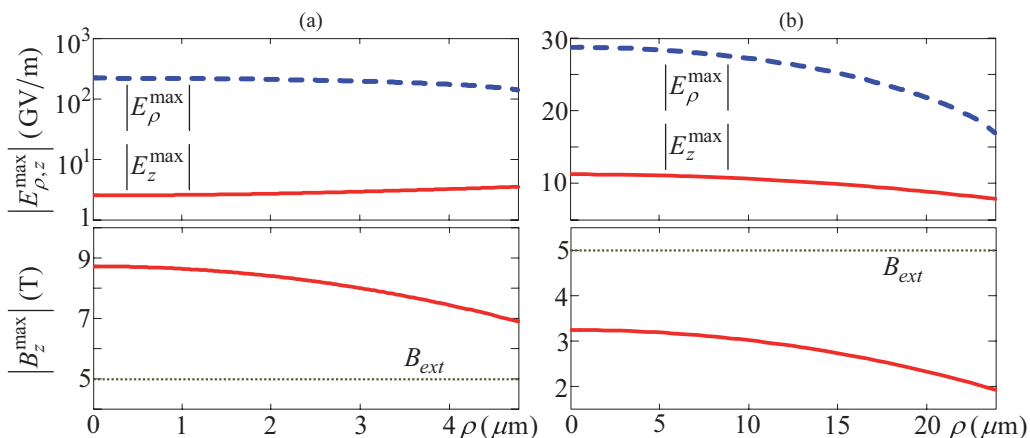 (a)
(b)
|E_ρ,z^max| (GV/m)
10³
10²
10¹
1
|E_ρ^max|
|E_z^max|
30
20
10
|E_ρ^max|
|E_z^max|
|B_z^max| (T)
9
7
5
B_ext
0
1
2
3
4
ρ (μm)
5
4
3
2
B_ext
0
5
10
15
20
ρ (μm)